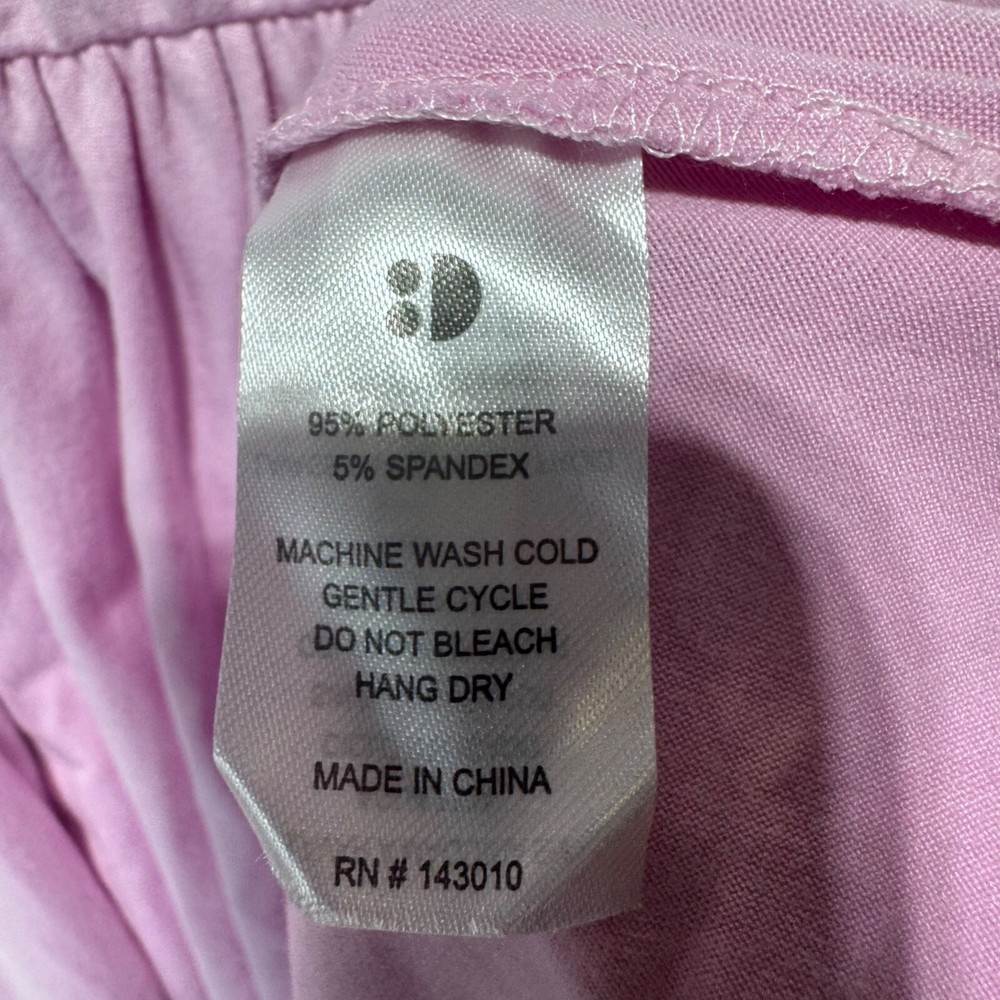 95% POLYESTER
5% SPANDEX
MACHINE WASH COLD
GENTLE CYCLE
DO NOT BLEACH
HANG DRY
MADE IN CHINA
RN # 143010